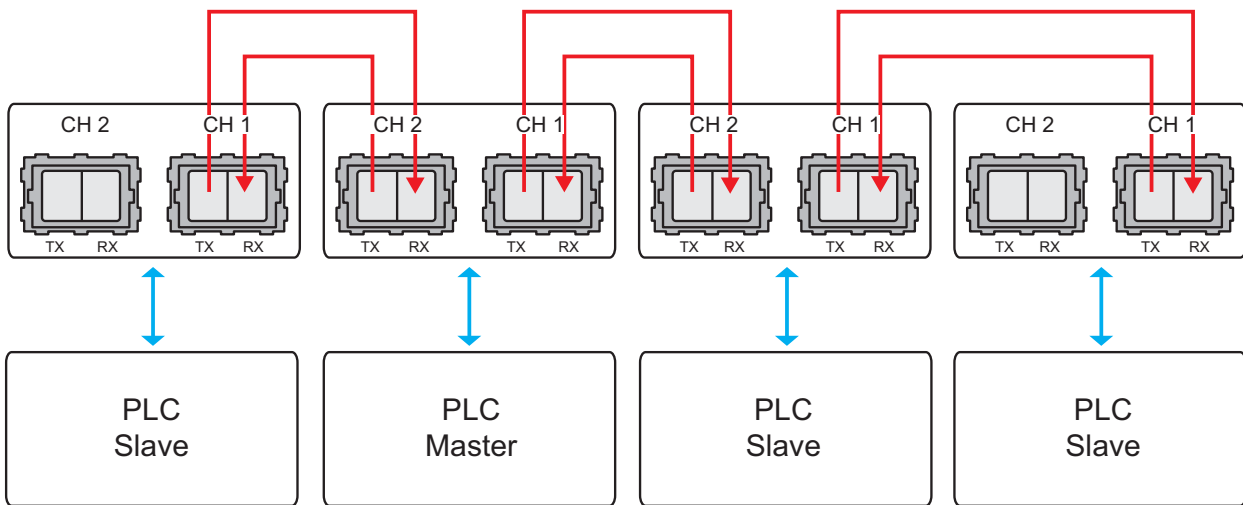 CH 2 CH 1 CH 2 CH 1 CH 2 CH 1 CH 2 CH 1
TX RX TX RX TX RX TX RX TX RX TX RX TX RX TX RX
PLC PLC PLC PLC
Slave Master Slave Slave